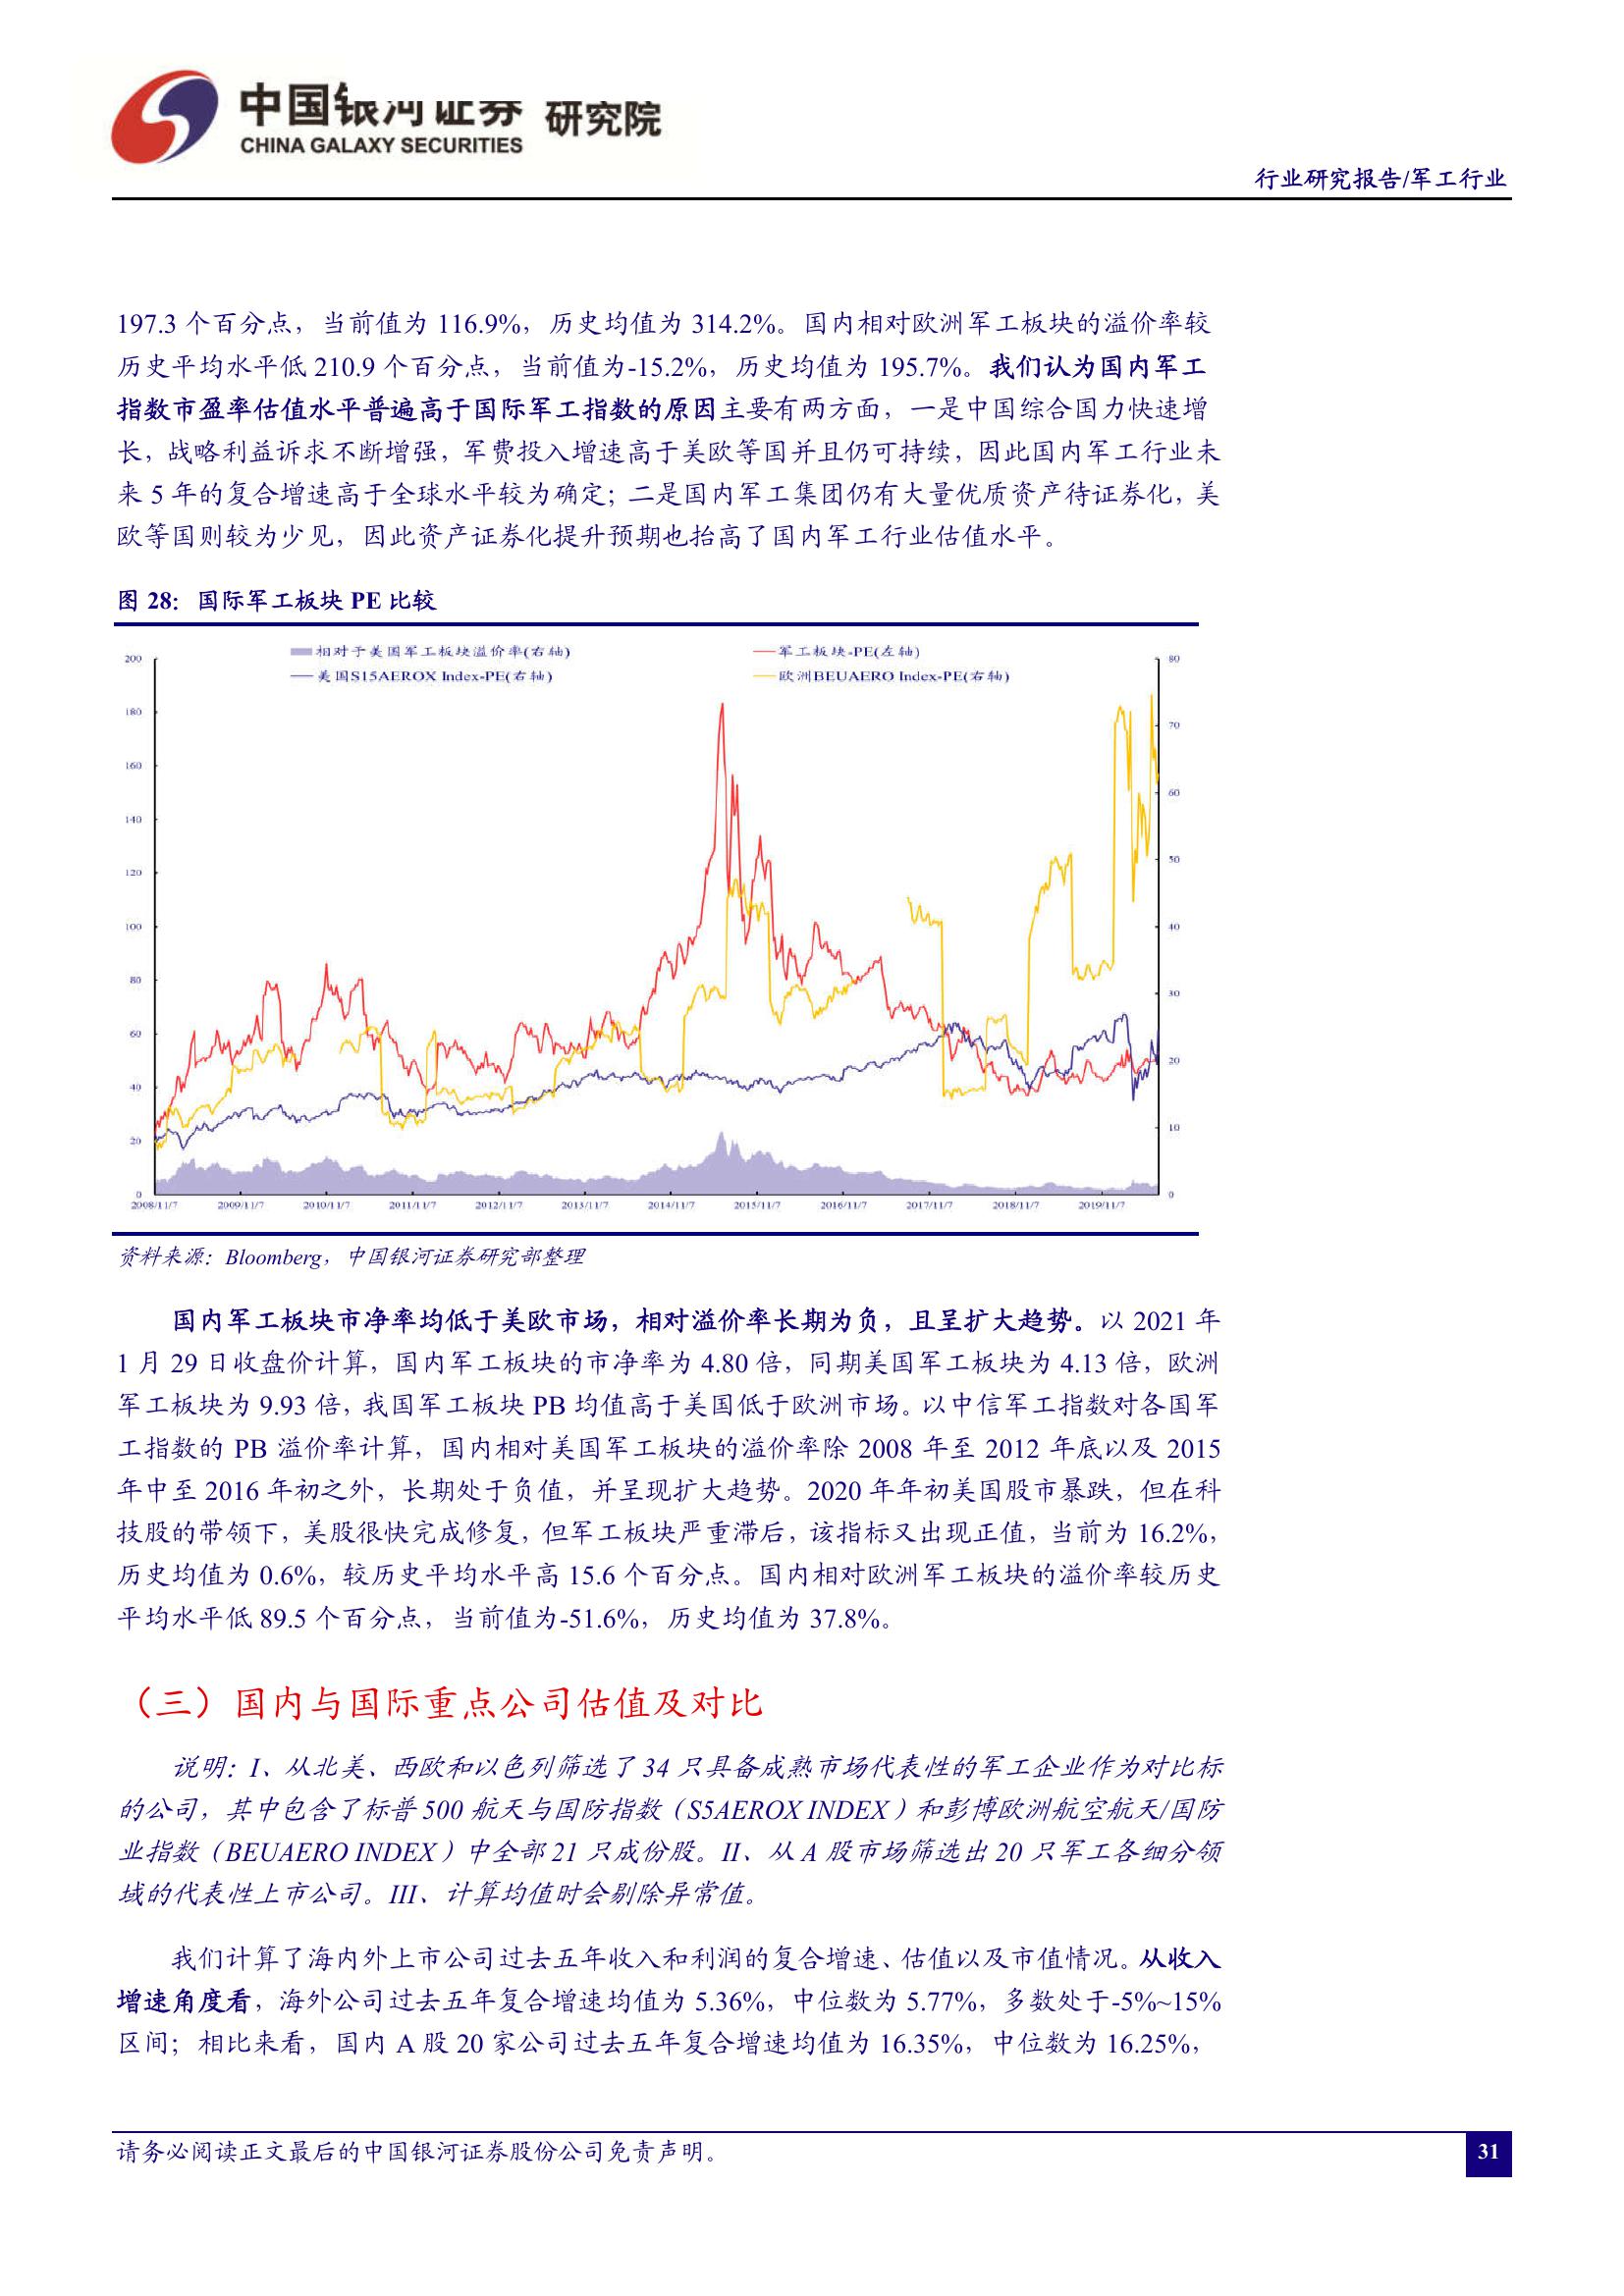 中国银河证券 研究院
CHINA GALAXY SECURITIES
行业研究报告/军工行业
197.3 个百分点，当前值为 116.9%，历史均值为 314.2%。国内相对欧洲军工板块的溢价率较
历史平均水平低 210.9 个百分点，当前值为-15.2%，历史均值为 195.7%。我们认为国内军工
指数市盈率估值水平普遍高于国际军工指数的原因主要有两方面，一是中国综合国力快速增
长，战略利益诉求不断增强，军费投入增速高于美欧等国并且仍可持续，因此国内军工行业未
来 5 年的复合增速高于全球水平较为确定；二是国内军工集团仍有大量优质资产待证券化，美
欧等国则较为少见，因此资产证券化提升预期也抬高了国内军工行业估值水平。
图 28：国际军工板块 PE 比较
相对于美国军工板块溢价率(右轴)
军工板块-PE(左轴)
美国S15AEROX Index-PE(右轴)
欧洲BEUAERO Index-PE(右轴)
200
180
160
140
120
100
80
60
40
20
0
80
70
60
50
40
30
20
10
0
2008/11/7 2009/11/7 2010/11/7 2011/11/7 2012/11/7 2013/11/7 2014/11/7 2015/11/7 2016/11/7 2017/11/7 2018/11/7 2019/11/7
资料来源：Bloomberg，中国银河证券研究部整理
国内军工板块市净率均低于美欧市场，相对溢价率长期为负，且呈扩大趋势。以 2021 年
1 月 29 日收盘价计算，国内军工板块的市净率为 4.80 倍，同期美国军工板块为 4.13 倍，欧洲
军工板块为 9.93 倍，我国军工板块 PB 均值高于美国低于欧洲市场。以中信军工指数对各国军
工指数的 PB 溢价率计算，国内相对美国军工板块的溢价率除 2008 年至 2012 年底以及 2015
年中至 2016 年初之外，长期处于负值，并呈现扩大趋势。2020 年年初美国股市暴跌，但在科
技股的带领下，美股很快完成修复，但军工板块严重滞后，该指标又出现正值，当前为 16.2%，
历史均值为 0.6%，较历史平均水平高 15.6 个百分点。国内相对欧洲军工板块的溢价率较历史
平均水平低 89.5 个百分点，当前值为-51.6%，历史均值为 37.8%。
（三）国内与国际重点公司估值及对比
说明：I、从北美、西欧和以色列筛选了 34 只具备成熟市场代表性的军工企业作为对比标
的公司，其中包含了标普 500 航天与国防指数（S5AEROX INDEX）和彭博欧洲航空航天/国防
业指数（BEUAERO INDEX）中全部 21 只成份股。II、从 A 股市场筛选出 20 只军工各细分领
域的代表性上市公司。III、计算均值时会剔除异常值。
我们计算了海内外上市公司过去五年收入和利润的复合增速、估值以及市值情况。从收入
增速角度看，海外公司过去五年复合增速均值为 5.36%，中位数为 5.77%，多数处于-5%~15%
区间；相比来看，国内 A 股 20 家公司过去五年复合增速均值为 16.35%，中位数为 16.25%，
请务必阅读正文最后的中国银河证券股份公司免责声明。
31